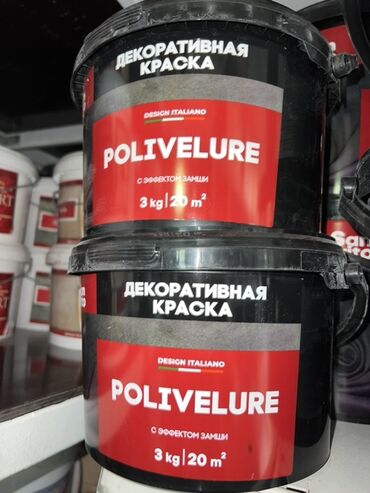 ДЕКОРАТИВНАЯ
КРАСКА
DESIGN ITALIANO
POLIVELURE
С ЭФФЕКТОМ ЗАМШИ
3 kg | 20 m²
ДЕКОРАТИВНАЯ
КРАСКА
DESIGN ITALIANO
POLIVELURE
С ЭФФЕКТОМ ЗАМШИ
3 kg | 20 m²